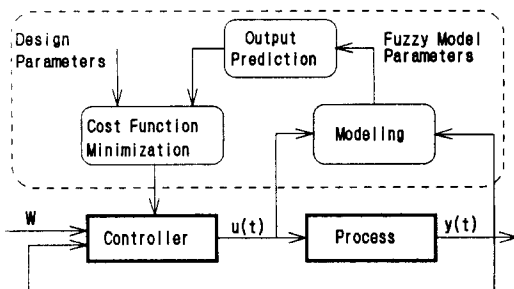 Design
Parameters
Output
Prediction
Fuzzy Model
Parameters
Cost Function
Minimization
Modeling
W
Controller
u(t)
Process
y(t)